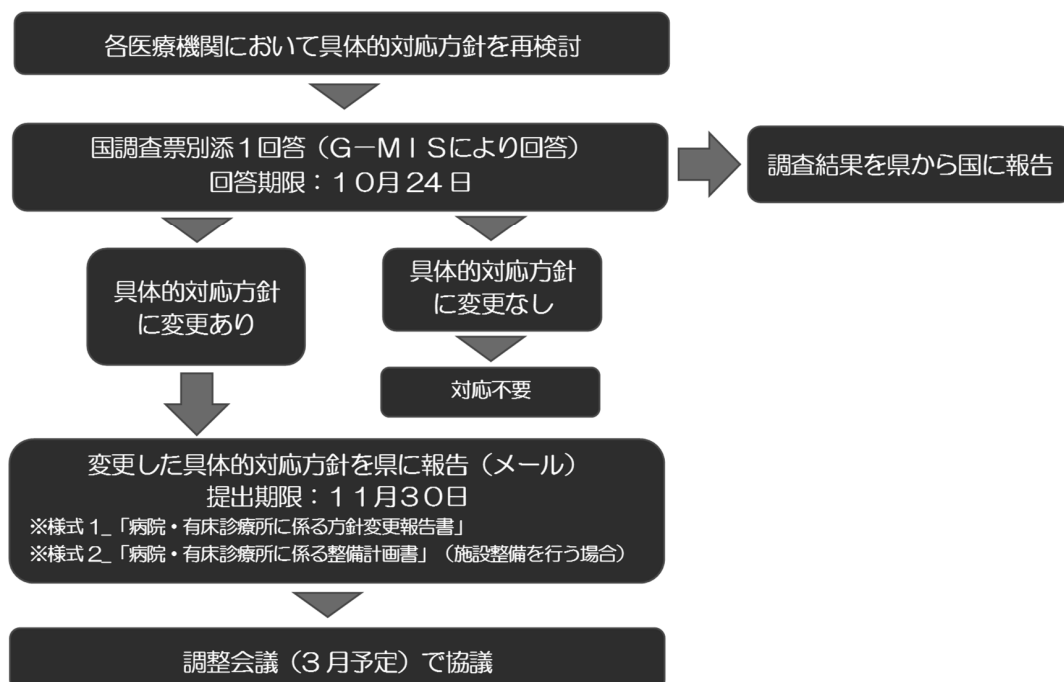 各医療機関において具体的対応方針を再検討
国調査票別添１回答（Ｇ－ＭＩＳにより回答）
回答期限：１０月24日
調査結果を県から国に報告
具体的対応方針
に変更あり
具体的対応方針
に変更なし
対応不要
変更した具体的対応方針を県に報告（メール）
提出期限：１１月３０日
※様式1_「病院・有床診療所に係る方針変更報告書」
※様式2_「病院・有床診療所に係る整備計画書」（施設整備を行う場合）
調整会議（３月予定）で協議